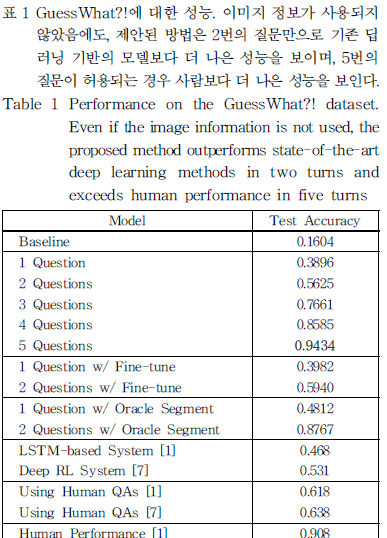 표 1 GuessWhat?!에 대한 성능. 이미지 정보가 사용되지
않았음에도, 제안된 방법은 2번의 질문만으로 기존 딥
러닝 기반의 모델보다 더 나은 성능을 보이며, 5번의
질문이 허용되는 경우 사람보다 더 나은 성능을 보인다.
Table 1 Performance on the GuessWhat?! dataset.
Even if the image information is not used, the
proposed method outperforms state-of-the-art
deep learning methods in two turns and
exceeds human performance in five turns
Model Test Accuracy
Baseline 0.1604
1 Question 0.3896
2 Questions 0.5625
3 Questions 0.7661
4 Questions 0.8585
5 Questions 0.9434
1 Question w/ Fine-tune 0.3982
2 Questions w/ Fine-tune 0.5940
1 Question w/ Oracle Segment 0.4812
2 Questions w/ Oracle Segment 0.8767
LSTM-based System [1] 0.468
Deep RL System [7] 0.531
Using Human QAs [1] 0.618
Using Human QAs [7] 0.638
Human Performance [1] 0.908